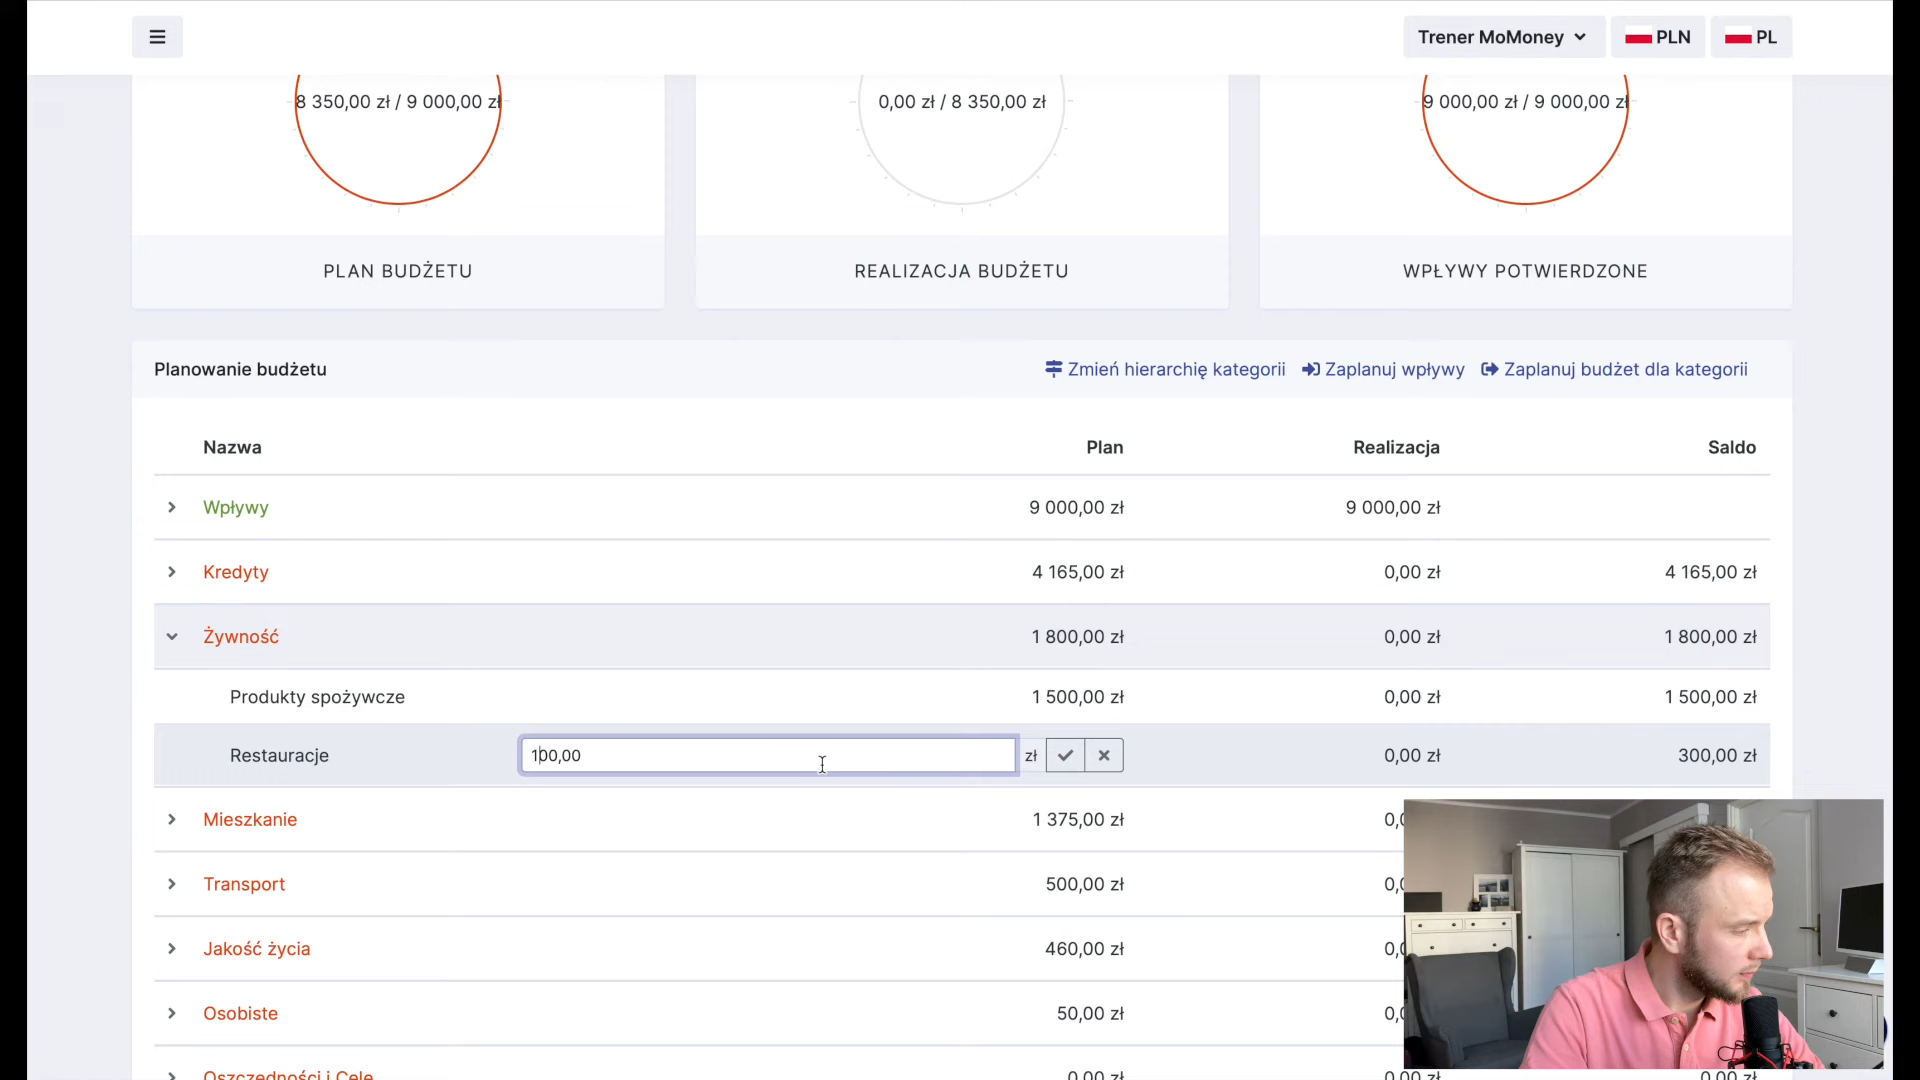 Trener MoMoney PLN PL
8 350,00 zł / 9 000,00 zł
0,00 zł / 8 350,00 zł
9 000,00 zł / 9 000,00 zł
PLAN BUDŻETU
REALIZACJA BUDŻETU
WPŁYWY POTWIERDZONE
Planowanie budżetu
Zmień hierarchię kategorii Zaplanuj wpływy Zaplanuj budżet dla kategorii
Nazwa Plan Realizacja Saldo
Wpływy 9 000,00 zł 9 000,00 zł
Kredyty 4 165,00 zł 0,00 zł 4 165,00 zł
Żywność 1 800,00 zł 0,00 zł 1 800,00 zł
Produkty spożywcze 1 500,00 zł 0,00 zł 1 500,00 zł
Restauracje 100,00 zł 0,00 zł 300,00 zł
Mieszkanie 1 375,00 zł
Transport 500,00 zł
Jakość życia 460,00 zł
Osobiste 50,00 zł
Oszczędności i Cele 0,00 zł 0,00 zł 0,00 zł